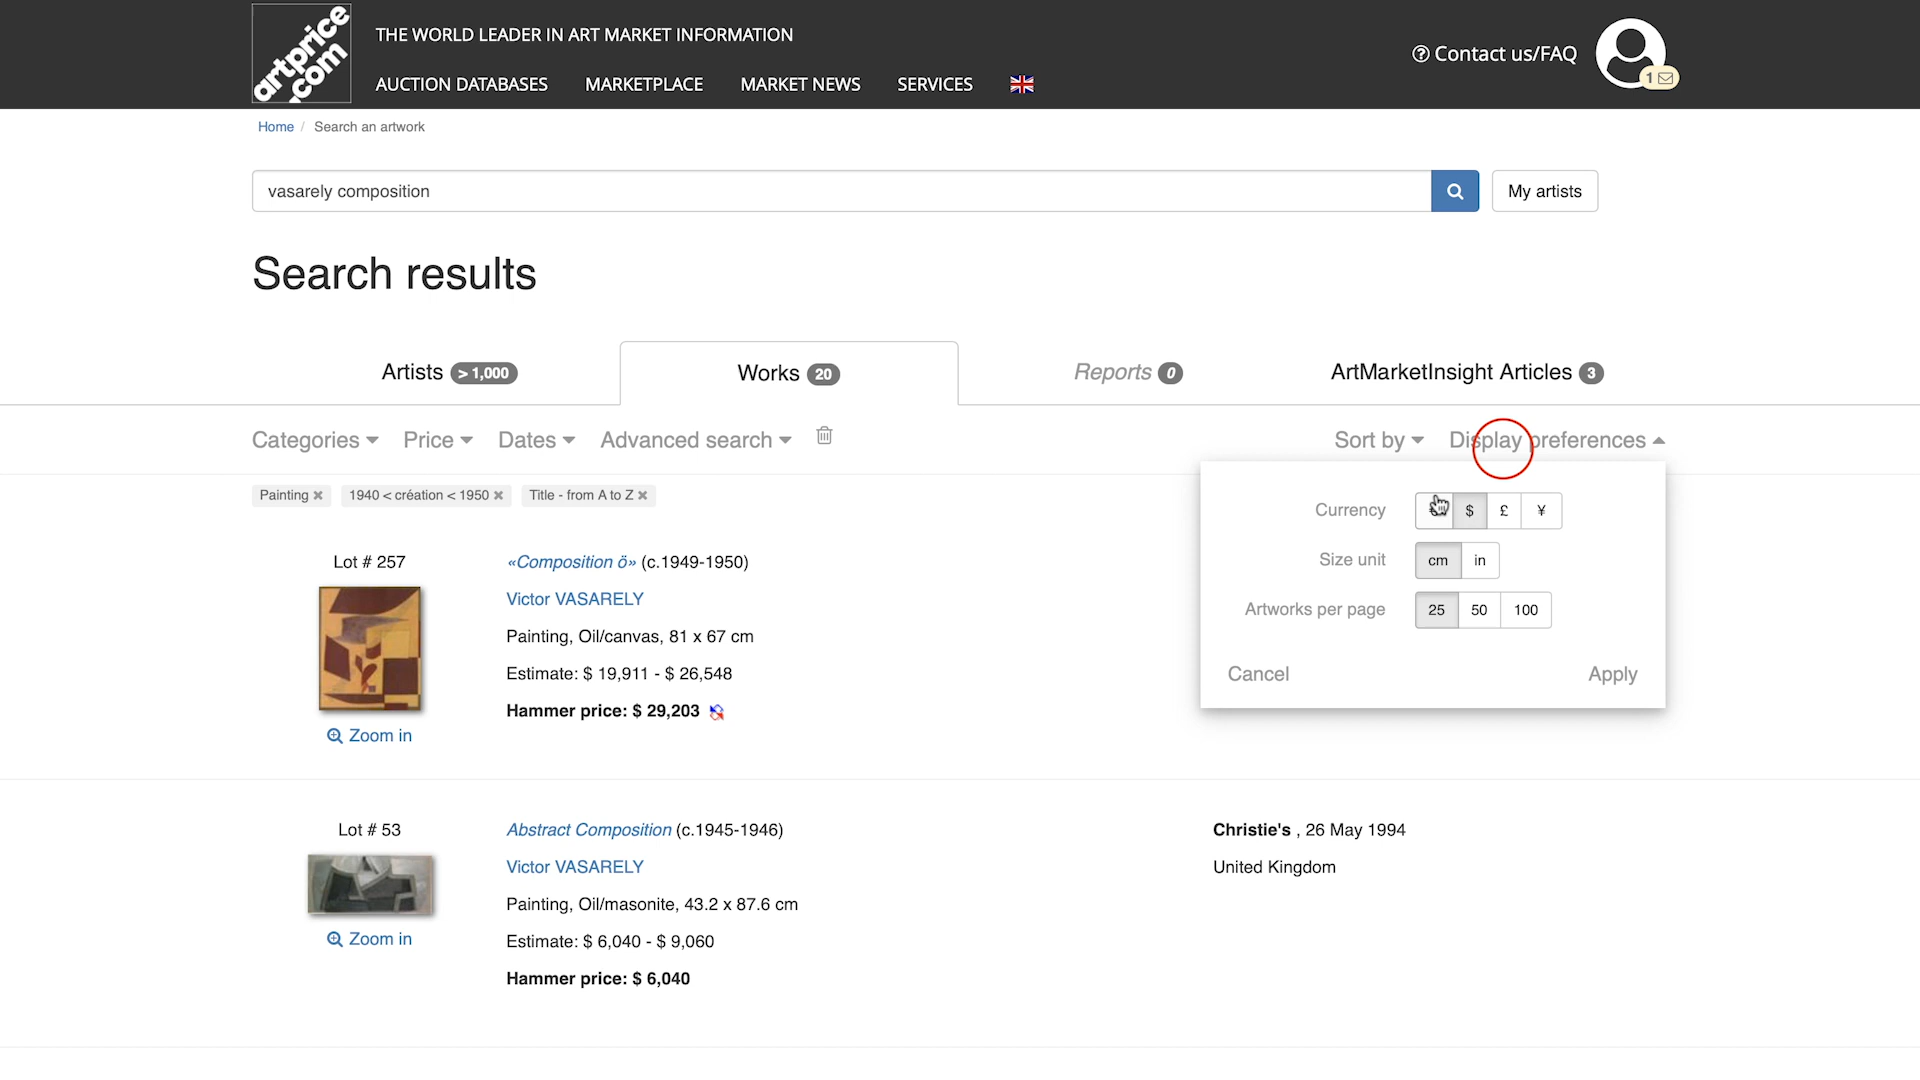 artprice
.com
THE WORLD LEADER IN ART MARKET INFORMATION
AUCTION DATABASES MARKETPLACE MARKET NEWS SERVICES
Contact us/FAQ
1
Home / Search an artwork
vasarely composition
My artists
Search results
Artists > 1,000
Works 20
Reports 0
ArtMarketInsight Articles 3
Categories Price Dates Advanced search
Sort by Display preferences
Painting × 1940 < création < 1950 × Title - from A to Z ×
Currency $ £ ¥
Size unit cm in
Artworks per page 25 50 100
Cancel Apply
Lot # 257
Zoom in
«Composition ö» (c.1949-1950)
Victor VASARELY
Painting, Oil/canvas, 81 x 67 cm
Estimate: $ 19,911 - $ 26,548
Hammer price: $ 29,203
Lot # 53
Zoom in
Abstract Composition (c.1945-1946)
Victor VASARELY
Painting, Oil/masonite, 43.2 x 87.6 cm
Estimate: $ 6,040 - $ 9,060
Hammer price: $ 6,040
Christie's , 26 May 1994
United Kingdom